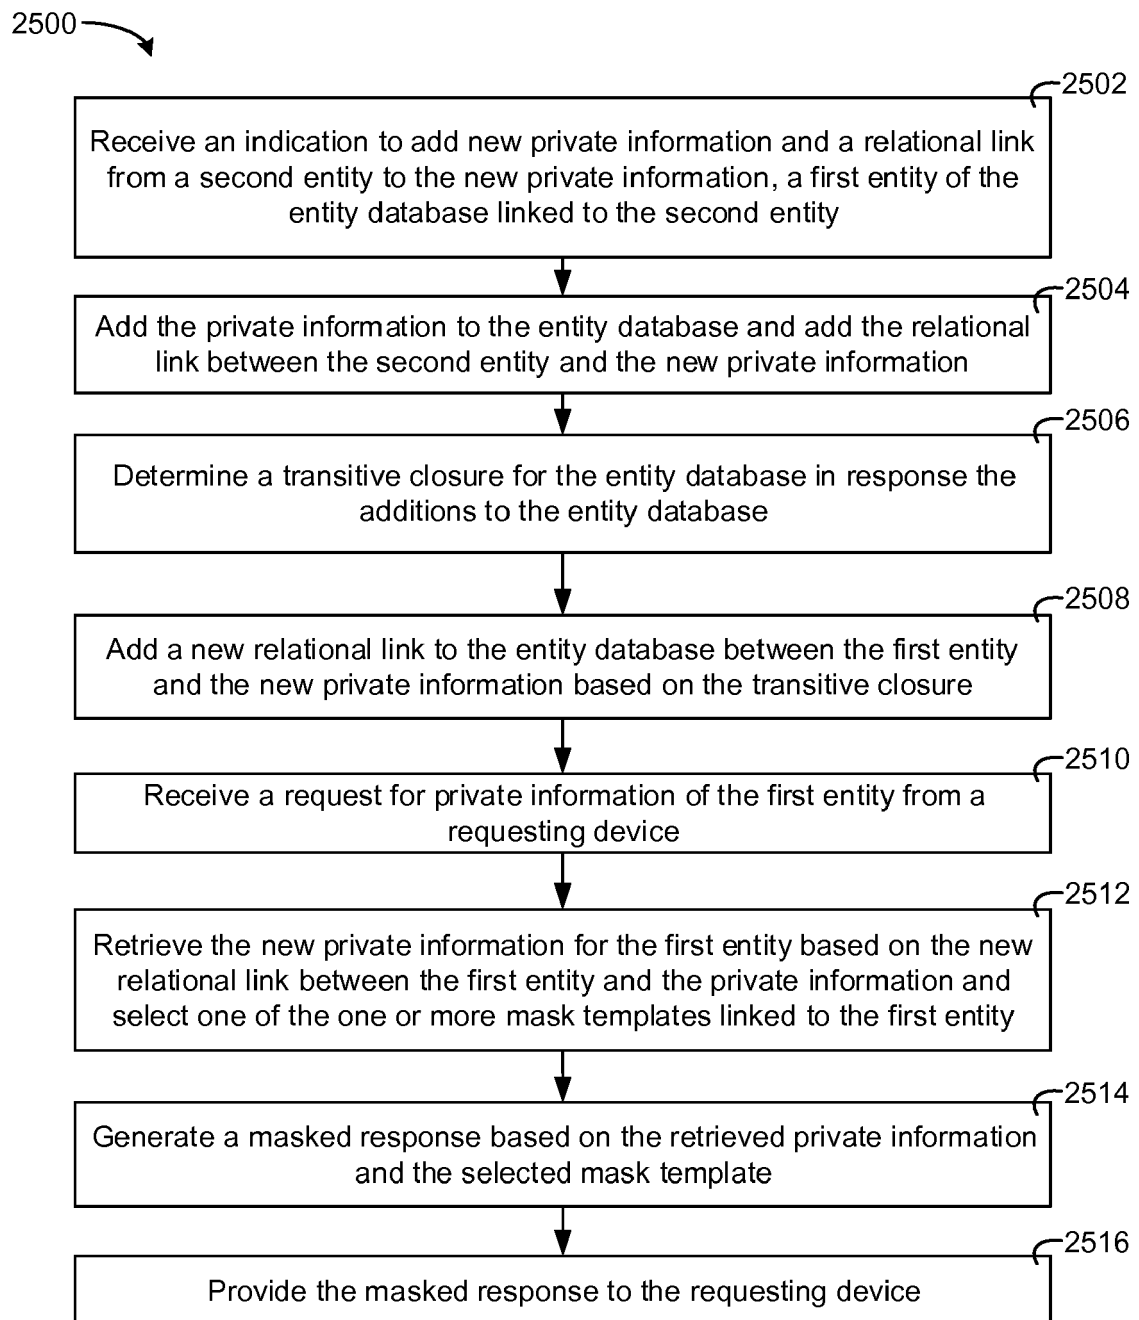 2500
2502
Receive an indication to add new private information and a relational link
from a second entity to the new private information, a first entity of the
entity database linked to the second entity
2504
Add the private information to the entity database and add the relational
link between the second entity and the new private information
2506
Determine a transitive closure for the entity database in response the
additions to the entity database
2508
Add a new relational link to the entity database between the first entity
and the new private information based on the transitive closure
2510
Receive a request for private information of the first entity from a
requesting device
2512
Retrieve the new private information for the first entity based on the new
relational link between the first entity and the private information and
select one of the one or more mask templates linked to the first entity
2514
Generate a masked response based on the retrieved private information
and the selected mask template
2516
Provide the masked response to the requesting device